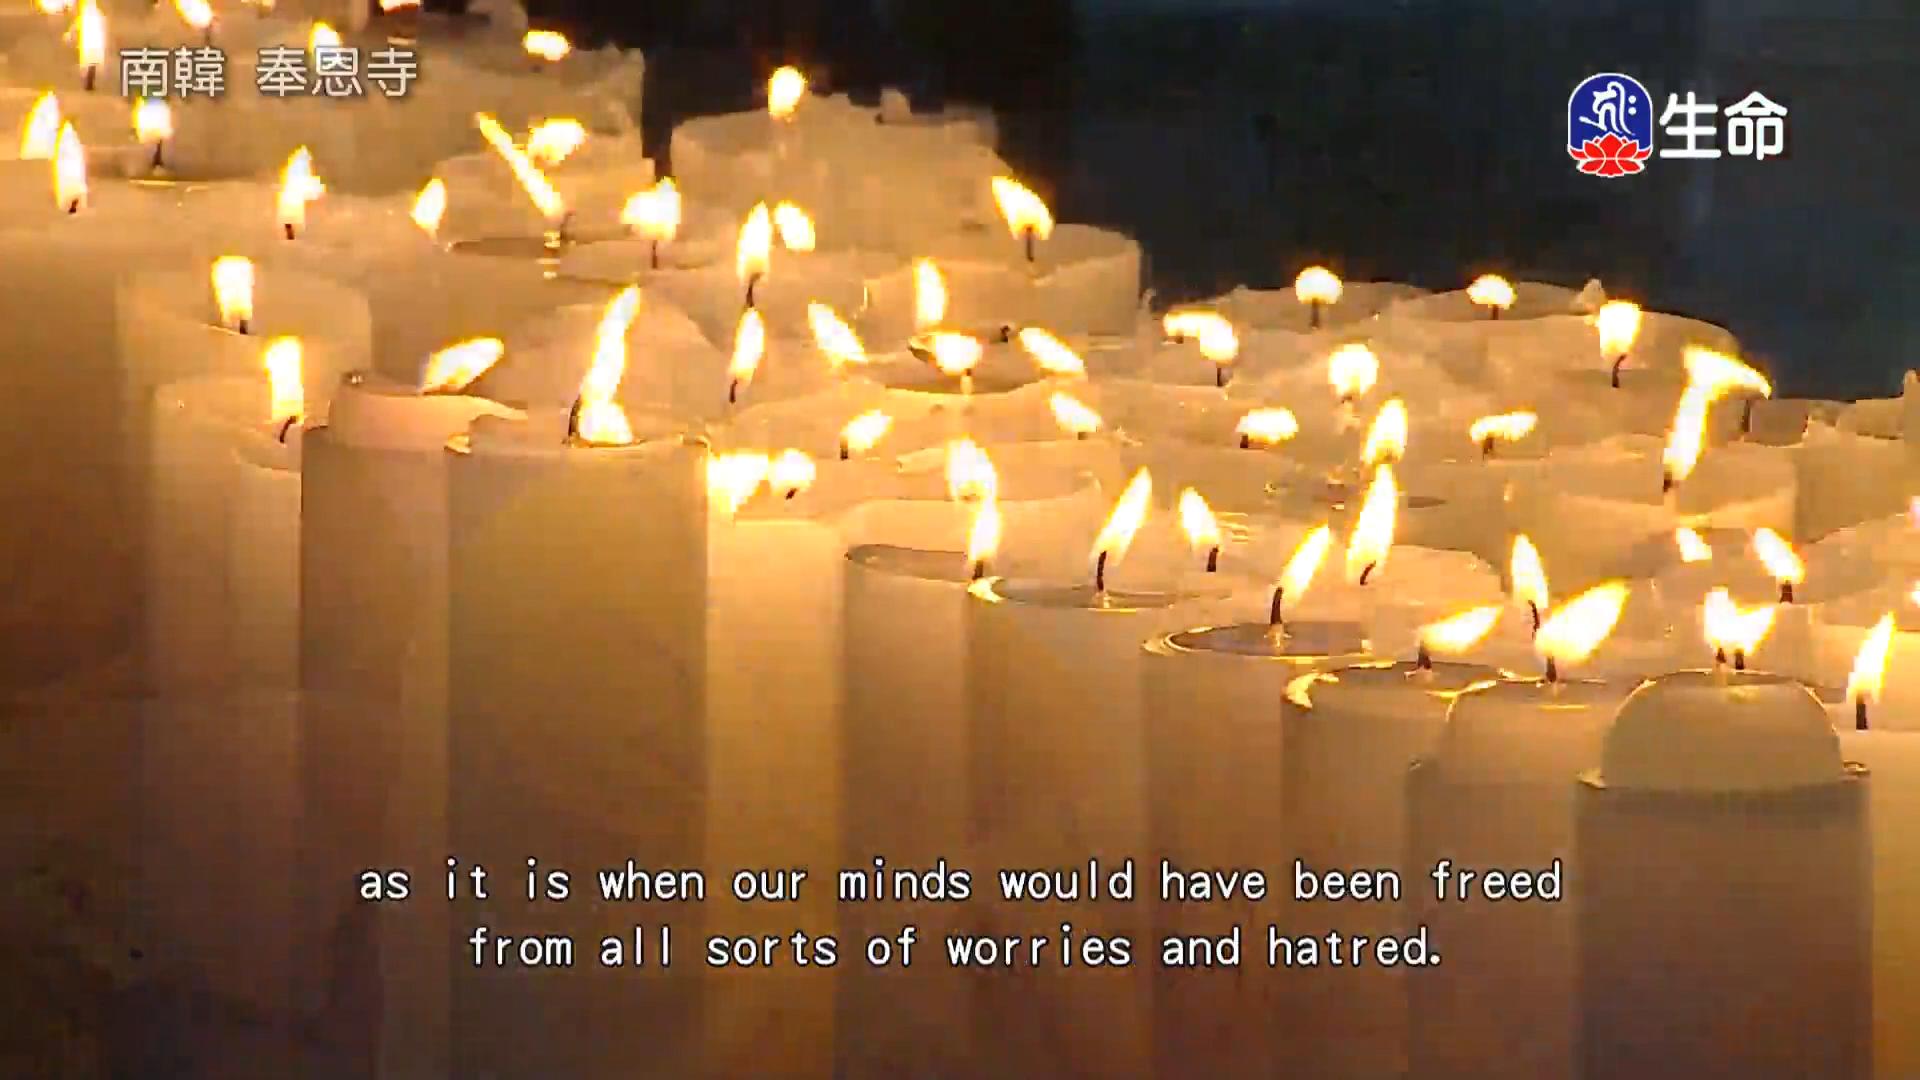 南韓 奉恩寺
生命
as it is when our minds would have been freed
from all sorts of worries and hatred.